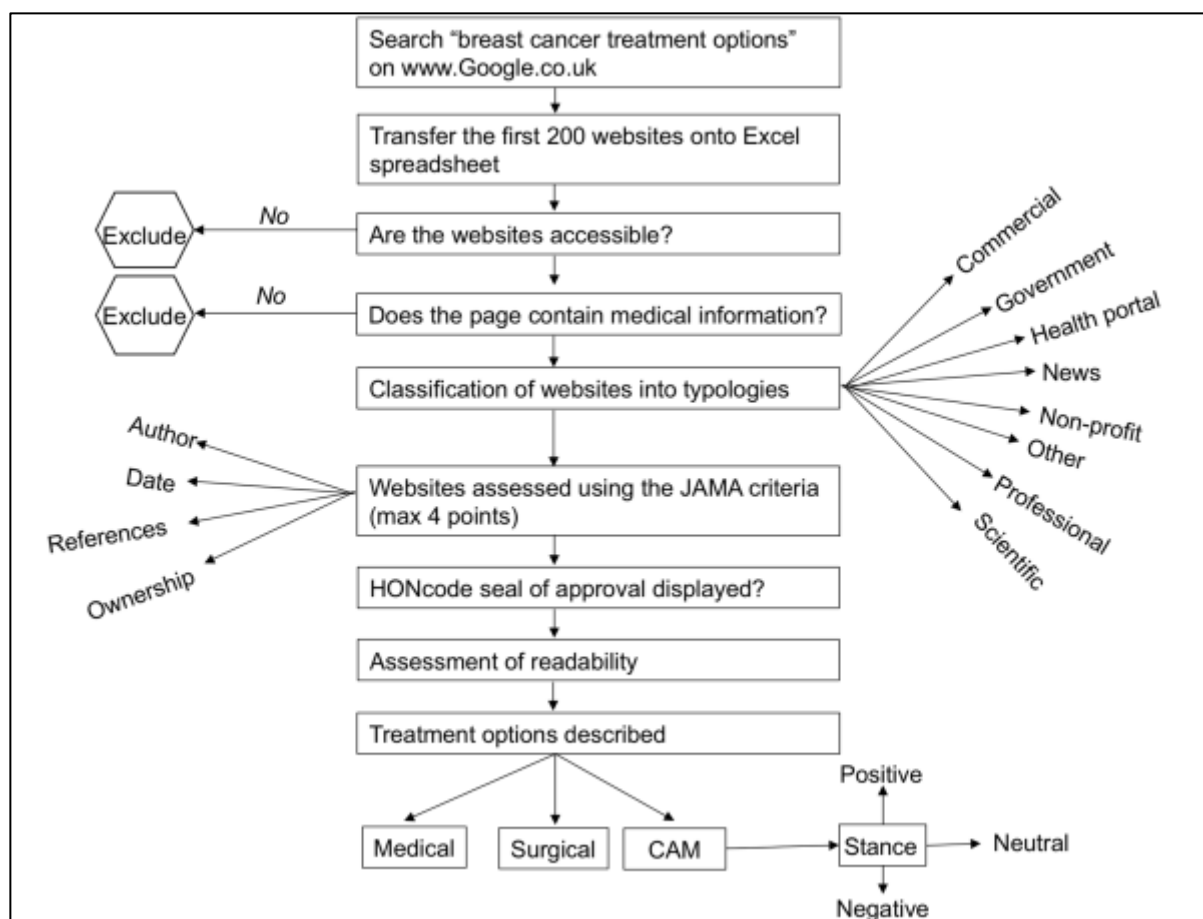 Search “breast cancer treatment options”
on www.Google.co.uk
Transfer the first 200 websites onto Excel
spreadsheet
No
Exclude
Are the websites accessible?
No
Exclude
Does the page contain medical information?
Classification of websites into typologies
Commercial
Government
Health portal
News
Non-profit
Other
Professional
Scientific
Author
Date
References
Ownership
Websites assessed using the JAMA criteria
(max 4 points)
HONcode seal of approval displayed?
Assessment of readability
Treatment options described
Medical
Surgical
CAM
Positive
Stance
Neutral
Negative